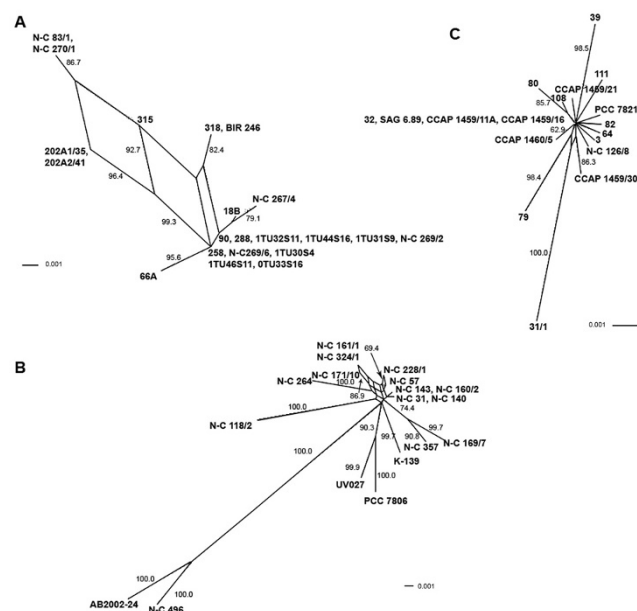 A
N-C 83/1,
N-C 270/1
86.7
315
318, BIR 246
202A1/35,
202A2/41
92.7
82.4
96.4
N-C 267/4
18B
79.1
99.3
90, 288, 1TU32S11, 1TU44S16, 1TU31S9, N-C 269/2
258, N-C269/6, 1TU30S4
1TU46S11, 0TU33S16
95.6
66A
0.001
C
39
98.5
111
80
CCAP 1459/21
108
85.7
PCC 7821
32, SAG 6.89, CCAP 1459/11A, CCAP 1459/16
82
62.9
64
CCAP 1460/5
3
N-C 126/8
86.3
CCAP 1459/30
98.4
79
100.0
31/1
0.001
B
N-C 161/1
N-C 324/1
69.4
N-C 228/1
N-C 171/10
N-C 57
N-C 264
100.0
N-C 143, N-C 160/2
86.9
N-C 31, N-C 140
100.0
74.4
N-C 118/2
90.3
99.7
90.8
99.7
N-C 169/7
N-C 357
K-139
100.0
99.9
100.0
UV027
PCC 7806
100.0
100.0
AB2002-24
N-C 496
0.001